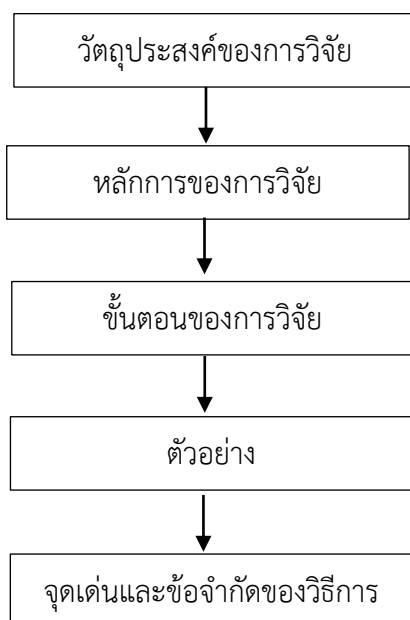 วัตถุประสงค์ของการวิจัย
หลักการของการวิจัย
ขั้นตอนของการวิจัย
ตัวอย่าง
จุดเด่นและข้อจำกัดของวิธีการ